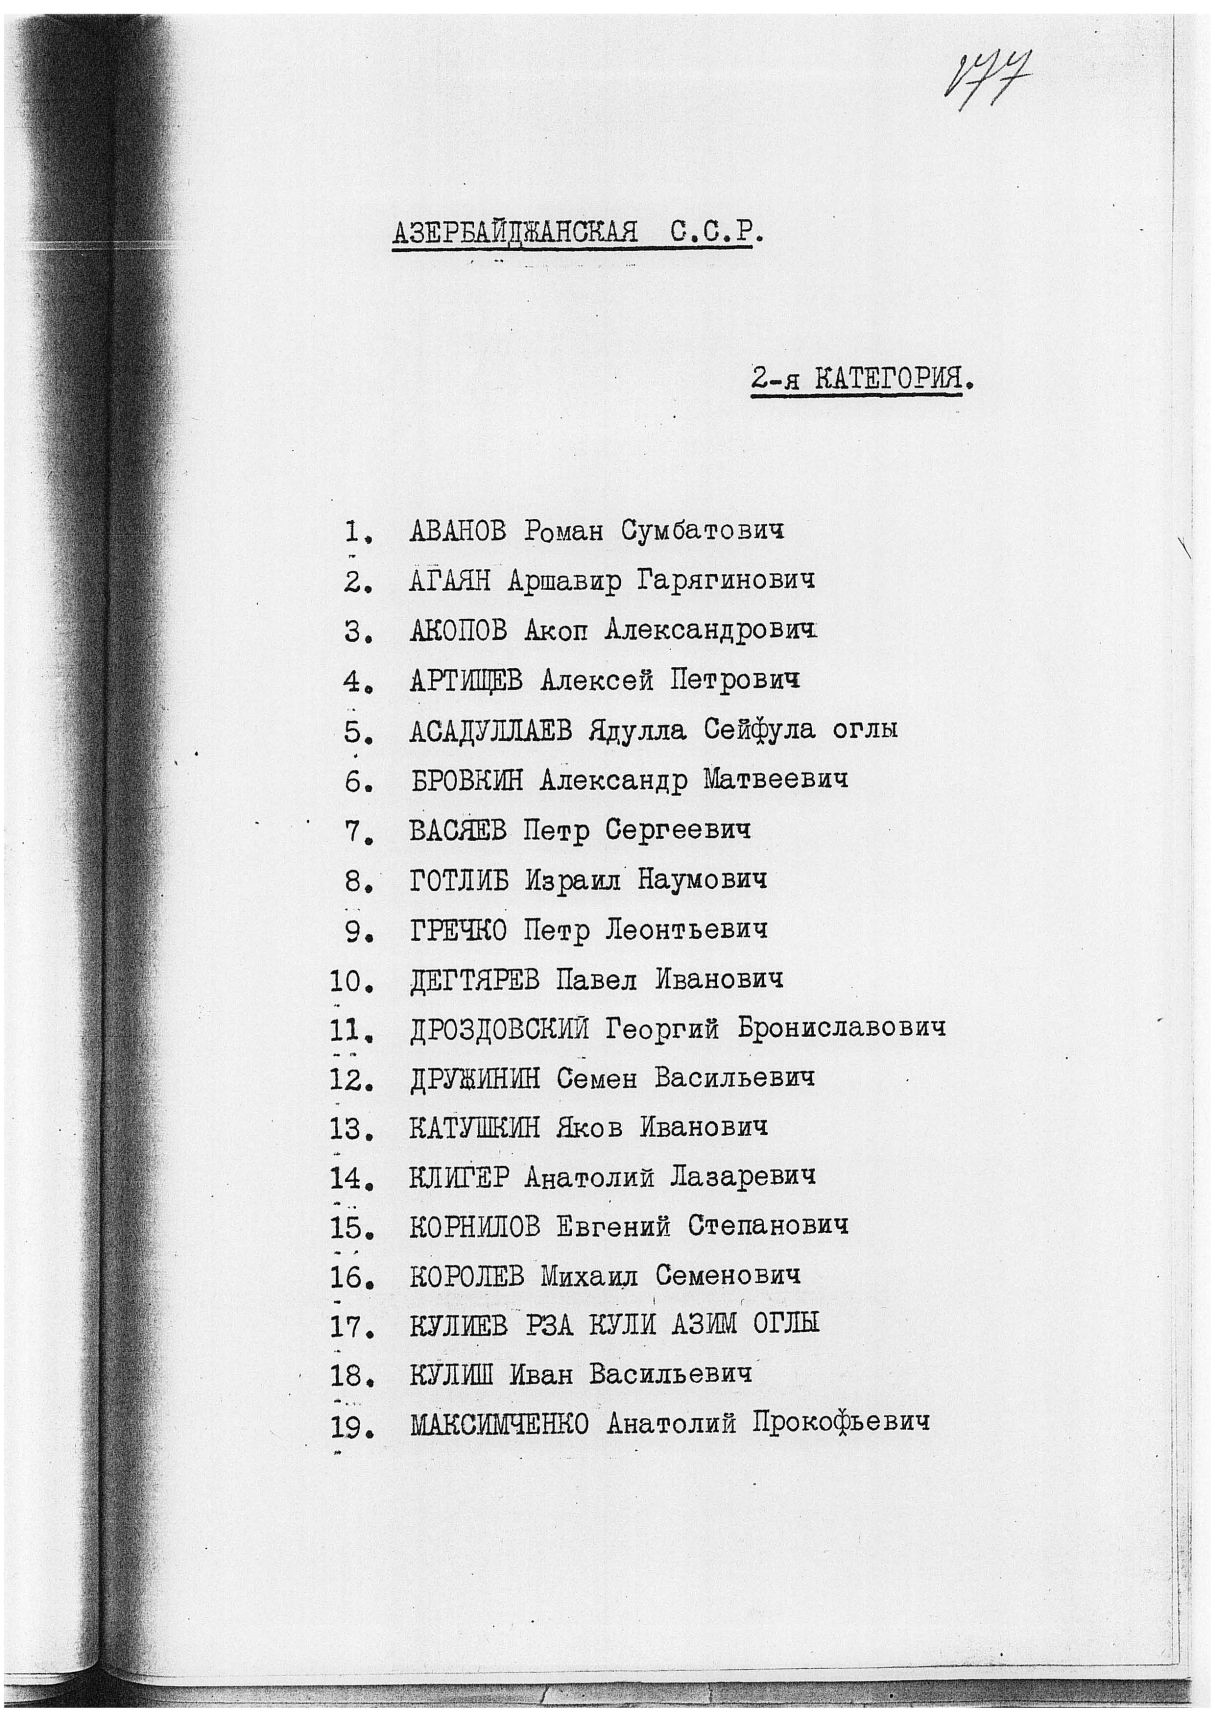 177
АЗЕРБАЙДЖАНСКАЯ С.С.Р.
2-я КАТЕГОРИЯ.
1. АВАНОВ Роман Сумбатович
2. АГАЯН Аршавир Гарягинович
3. АКОПОВ Акоп Александрович
4. АРТИЩЕВ Алексей Петрович
5. АСАДУЛЛАЕВ Ядулла Сейфула оглы
6. БРОВКИН Александр Матвеевич
7. ВАСЯЕВ Петр Сергеевич
8. ГОТЛИБ Израил Наумович
9. ГРЕЧКО Петр Леонтьевич
10. ДЕГТЯРЕВ Павел Иванович
11. ДРОЗДОВСКИЙ Георгий Брониславович
12. ДРУЖИНИН Семен Васильевич
13. КАТУШКИН Яков Иванович
14. КЛИГЕР Анатолий Лазаревич
15. КОРНИЛОВ Евгений Степанович
16. КОРОЛЕВ Михаил Семенович
17. КУЛИЕВ РЗА КУЛИ АЗИМ ОГЛЫ
18. КУЛИШ Иван Васильевич
19. МАКСИМЧЕНКО Анатолий Прокофьевич